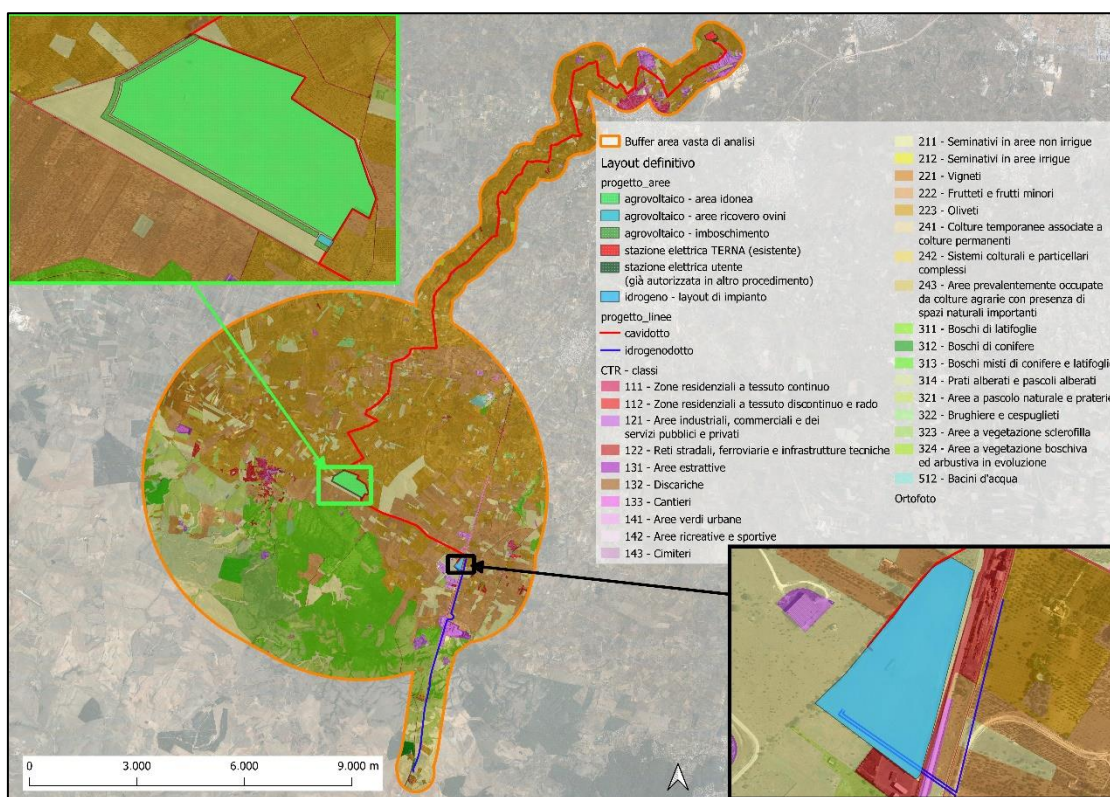 Buffer area vasta di analisi
Layout definitivo
progetto_aree
agrovoltaico - area idonea
agrovoltaico - aree ricovero ovini
agrovoltaico - imboschimento
stazione elettrica TERNA (esistente)
stazione elettrica utente
(già autorizzata in altro procedimento)
idrogeno - layout di impianto
progetto_linee
cavidotto
idrogenodotto
CTR - classi
111 - Zone residenziali a tessuto continuo
112 - Zone residenziali a tessuto discontinuo e rado
121 - Aree industriali, commerciali e dei
servizi pubblici e privati
122 - Reti stradali, ferroviarie e infrastrutture tecniche
131 - Aree estrattive
132 - Discariche
133 - Cantieri
141 - Aree verdi urbane
142 - Aree ricreative e sportive
143 - Cimiteri
211 - Seminativi in aree non irrigue
212 - Seminativi in aree irrigue
221 - Vigneti
222 - Frutteti e frutti minori
223 - Oliveti
241 - Colture temporanee associate a
colture permanenti
242 - Sistemi colturali e particellari
complessi
243 - Aree prevalentemente occupate
da colture agrarie con presenza di
spazi naturali importanti
311 - Boschi di latifoglie
312 - Boschi di conifere
313 - Boschi misti di conifere e latifoglie
314 - Prati alberati e pascoli alberati
321 - Aree a pascolo naturale e praterie
322 - Brughiere e cespuglieti
323 - Aree a vegetazione sclerofilla
324 - Aree a vegetazione boschiva
ed arbustiva in evoluzione
512 - Bacini d'acqua
Ortofoto
0 3.000 6.000 9.000 m